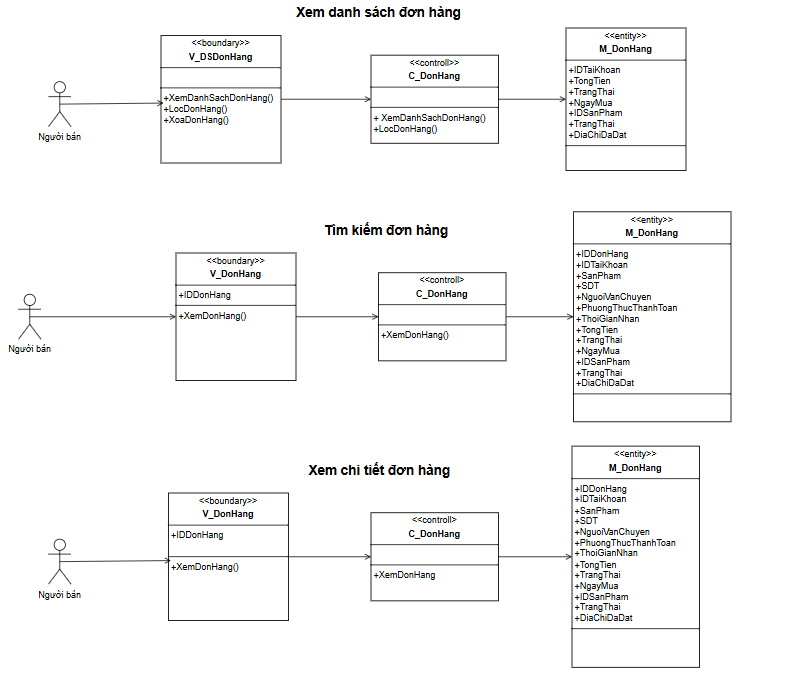 Xem danh sách đơn hàng
<<boundary>>
V_DSDonHang
+XemDanhSachDonHang()
+LocDonHang()
+XoaDonHang()
<<controll>
C_DonHang
+ XemDanhSachDonHang()
+LocDonHang()
<<entity>>
M_DonHang
+IDTaiKhoan
+TongTien
+TrangThai
+NgayMua
+IDSanPham
+TrangThai
+DiaChiDaDat
Người bán
Tìm kiếm đơn hàng
<<boundary>>
V_DonHang
+IDDonHang
+XemDonHang()
<<controll>
C_DonHang
+XemDonHang()
<<entity>>
M_DonHang
+IDDonHang
+IDTaiKhoan
+SanPham
+SDT
+NguoiVanChuyen
+PhuongThucThanhToan
+ThoiGianNhan
+TongTien
+TrangThai
+NgayMua
+IDSanPham
+TrangThai
+DiaChiDaDat
Người bán
Xem chi tiết đơn hàng
<<boundary>>
V_DonHang
+IDDonHang
+XemDonHang()
<<controll>
C_DonHang
+XemDonHang
<<entity>>
M_DonHang
+IDDonHang
+IDTaiKhoan
+SanPham
+SDT
+NguoiVanChuyen
+PhuongThucThanhToan
+ThoiGianNhan
+TongTien
+TrangThai
+NgayMua
+IDSanPham
+TrangThai
+DiaChiDaDat
Người bán